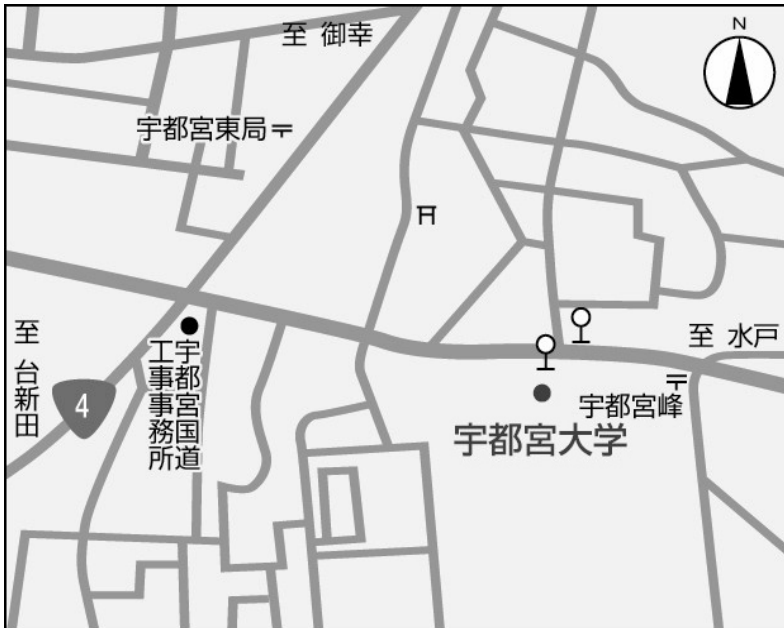 N
至 御幸
宇都宮東局〒
至 台新田
4
宇都宮国道
工事事務所
至 水戸
〒
宇都宮峰
宇都宮大学